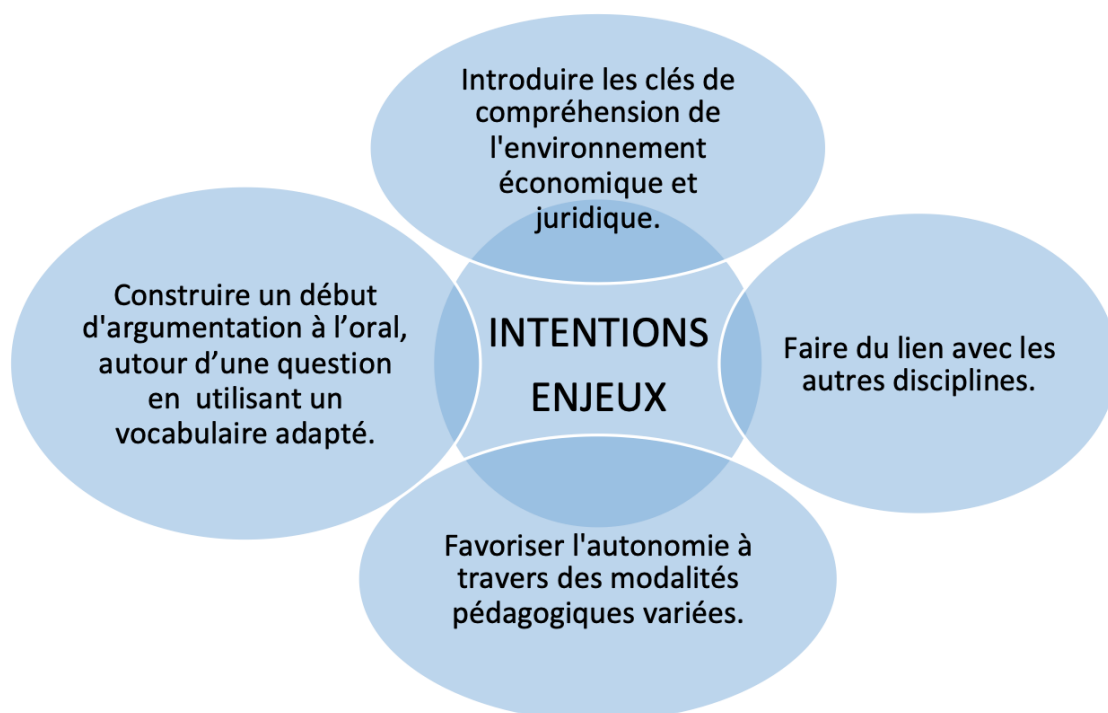 Introduire les clés de
compréhension de
l'environnement
économique et
juridique.
Construire un début
d'argumentation à l’oral,
autour d’une question
en  utilisant un
vocabulaire adapté.
INTENTIONS
ENJEUX
Faire du lien avec les
autres disciplines.
Favoriser l'autonomie à
travers des modalités
pédagogiques variées.